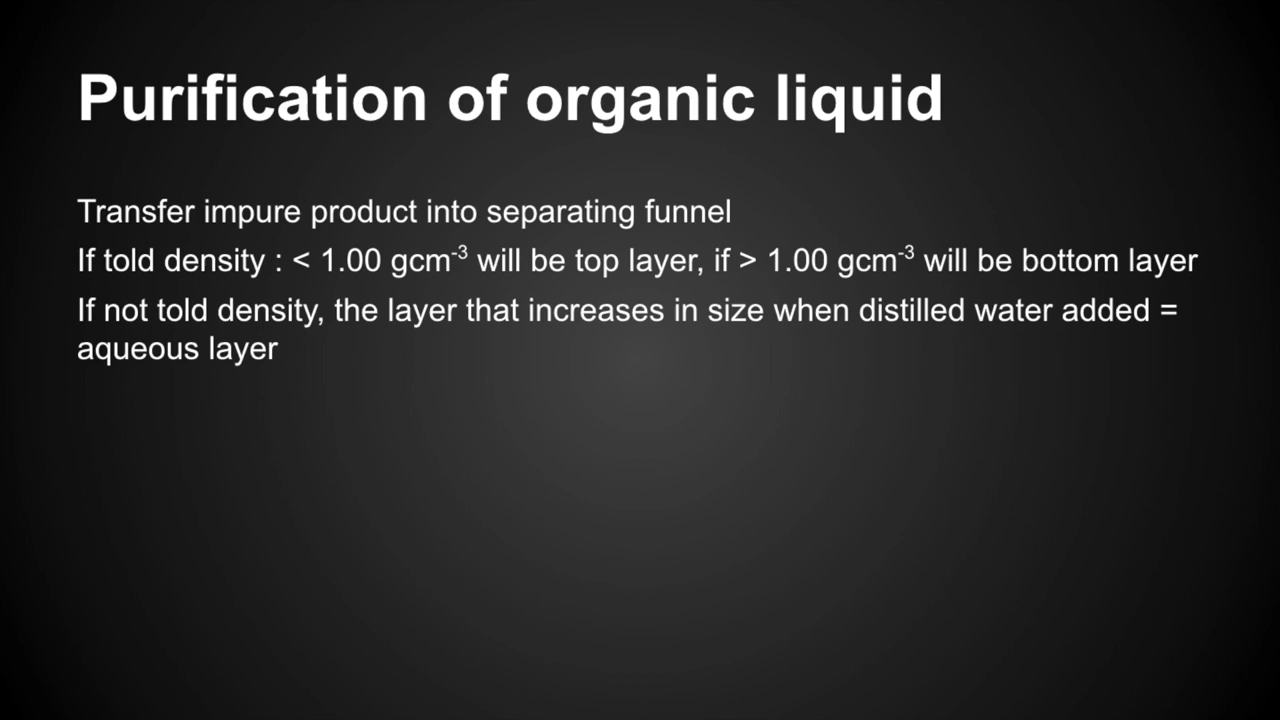 Purification of organic liquid
Transfer impure product into separating funnel
If told density : < 1.00 gcm⁻³ will be top layer, if > 1.00 gcm⁻³ will be bottom layer
If not told density, the layer that increases in size when distilled water added =
aqueous layer